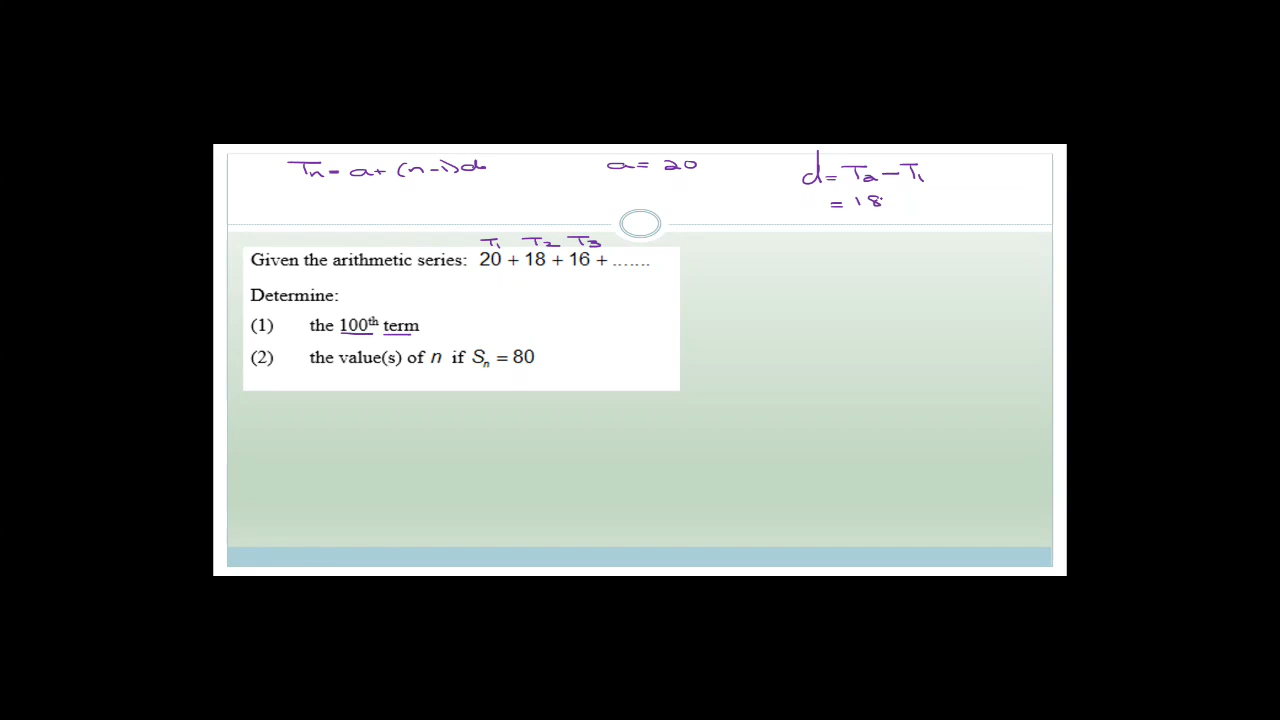 Tn = a + (n-1)d a = 20 d = T2 - T1
= 18
T1 T2 T3
Given the arithmetic series: 20 + 18 + 16 + .......
Determine:
(1) the 100th term
(2) the value(s) of n if Sn = 80